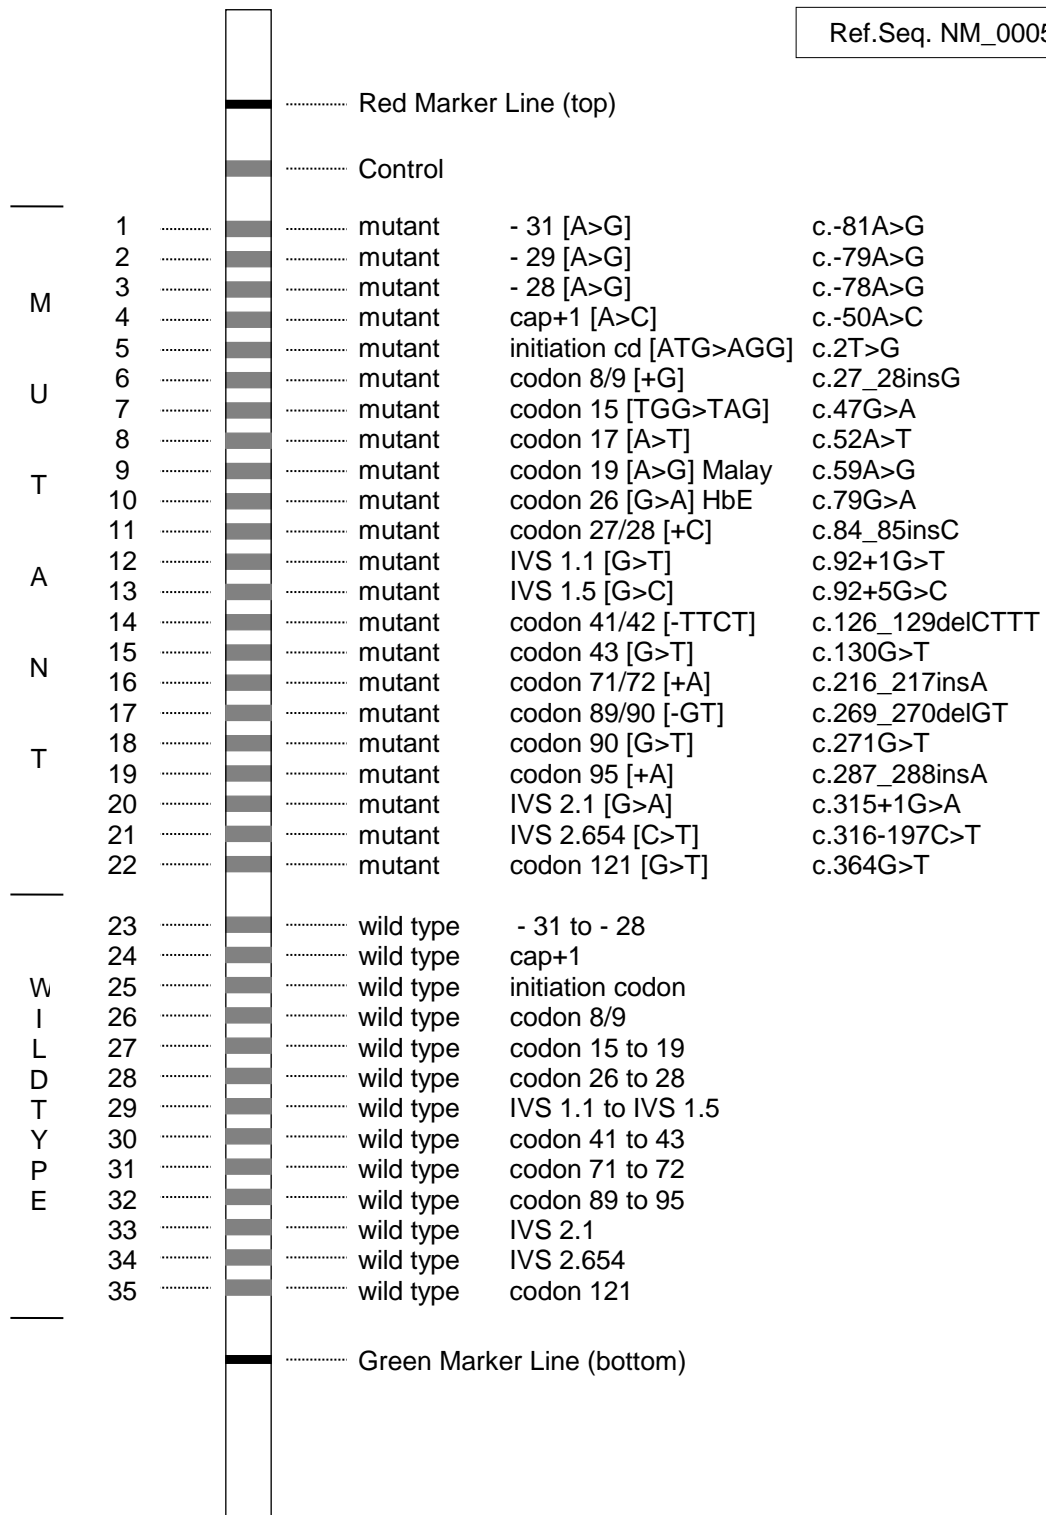 Ref.Seq. NM_0005
Red Marker Line (top)
Control
1 mutant - 31 [A>G] c.-81A>G
2 mutant - 29 [A>G] c.-79A>G
3 mutant - 28 [A>G] c.-78A>G
4 mutant cap+1 [A>C] c.-50A>C
5 mutant initiation cd [ATG>AGG] c.2T>G
6 mutant codon 8/9 [+G] c.27_28insG
7 mutant codon 15 [TGG>TAG] c.47G>A
8 mutant codon 17 [A>T] c.52A>T
9 mutant codon 19 [A>G] Malay c.59A>G
10 mutant codon 26 [G>A] HbE c.79G>A
11 mutant codon 27/28 [+C] c.84_85insC
12 mutant IVS 1.1 [G>T] c.92+1G>T
13 mutant IVS 1.5 [G>C] c.92+5G>C
14 mutant codon 41/42 [-TTCT] c.126_129delCTTT
15 mutant codon 43 [G>T] c.130G>T
16 mutant codon 71/72 [+A] c.216_217insA
17 mutant codon 89/90 [-GT] c.269_270delGT
18 mutant codon 90 [G>T] c.271G>T
19 mutant codon 95 [+A] c.287_288insA
20 mutant IVS 2.1 [G>A] c.315+1G>A
21 mutant IVS 2.654 [C>T] c.316-197C>T
22 mutant codon 121 [G>T] c.364G>T
MUTANT
23 wild type - 31 to - 28
24 wild type cap+1
25 wild type initiation codon
26 wild type codon 8/9
27 wild type codon 15 to 19
28 wild type codon 26 to 28
29 wild type IVS 1.1 to IVS 1.5
30 wild type codon 41 to 43
31 wild type codon 71 to 72
32 wild type codon 89 to 95
33 wild type IVS 2.1
34 wild type IVS 2.654
35 wild type codon 121
WILDTYPE
Green Marker Line (bottom)